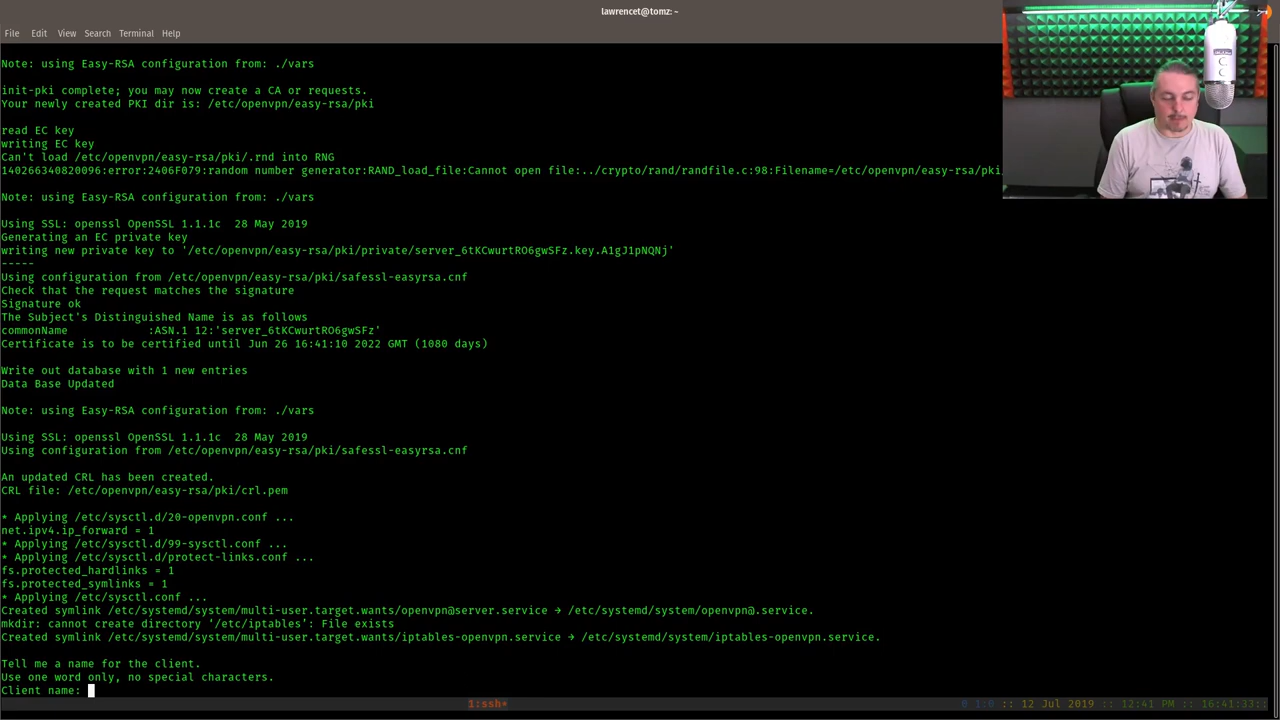 lawrencet@tomz: ~
File Edit View Search Terminal Help
Note: using Easy-RSA configuration from: ./vars
init-pki complete; you may now create a CA or requests.
Your newly created PKI dir is: /etc/openvpn/easy-rsa/pki
read EC key
writing EC key
Can't load /etc/openvpn/easy-rsa/pki/.rnd into RNG
140266340820096:error:2406F079:random number generator:RAND_load_file:Cannot open file:../crypto/rand/randfile.c:98:Filename=/etc/openvpn/easy-rsa/pki/
Note: using Easy-RSA configuration from: ./vars
Using SSL: openssl OpenSSL 1.1.1c  28 May 2019
Generating an EC private key
writing new private key to '/etc/openvpn/easy-rsa/pki/private/server_6tKCwurtRO6gwSFz.key.A1gJ1pNQNj'
-----
Using configuration from /etc/openvpn/easy-rsa/pki/safessl-easyrsa.cnf
Check that the request matches the signature
Signature ok
The Subject's Distinguished Name is as follows
commonName            :ASN.1 12:'server_6tKCwurtRO6gwSFz'
Certificate is to be certified until Jun 26 16:41:10 2022 GMT (1080 days)
Write out database with 1 new entries
Data Base Updated
Note: using Easy-RSA configuration from: ./vars
Using SSL: openssl OpenSSL 1.1.1c  28 May 2019
Using configuration from /etc/openvpn/easy-rsa/pki/safessl-easyrsa.cnf
An updated CRL has been created.
CRL file: /etc/openvpn/easy-rsa/pki/crl.pem
* Applying /etc/sysctl.d/20-openvpn.conf ...
net.ipv4.ip_forward = 1
* Applying /etc/sysctl.d/99-sysctl.conf ...
* Applying /etc/sysctl.d/protect-links.conf ...
fs.protected_hardlinks = 1
fs.protected_symlinks = 1
* Applying /etc/sysctl.conf ...
Created symlink /etc/systemd/system/multi-user.target.wants/openvpn@server.service → /etc/systemd/system/openvpn@.service.
mkdir: cannot create directory '/etc/iptables': File exists
Created symlink /etc/systemd/system/multi-user.target.wants/iptables-openvpn.service → /etc/systemd/system/iptables-openvpn.service.
Tell me a name for the client.
Use one word only, no special characters.
Client name:
1:ssh* 0 1:0 :: 12 Jul 2019 :: 12:41 PM :: 16:41:33::